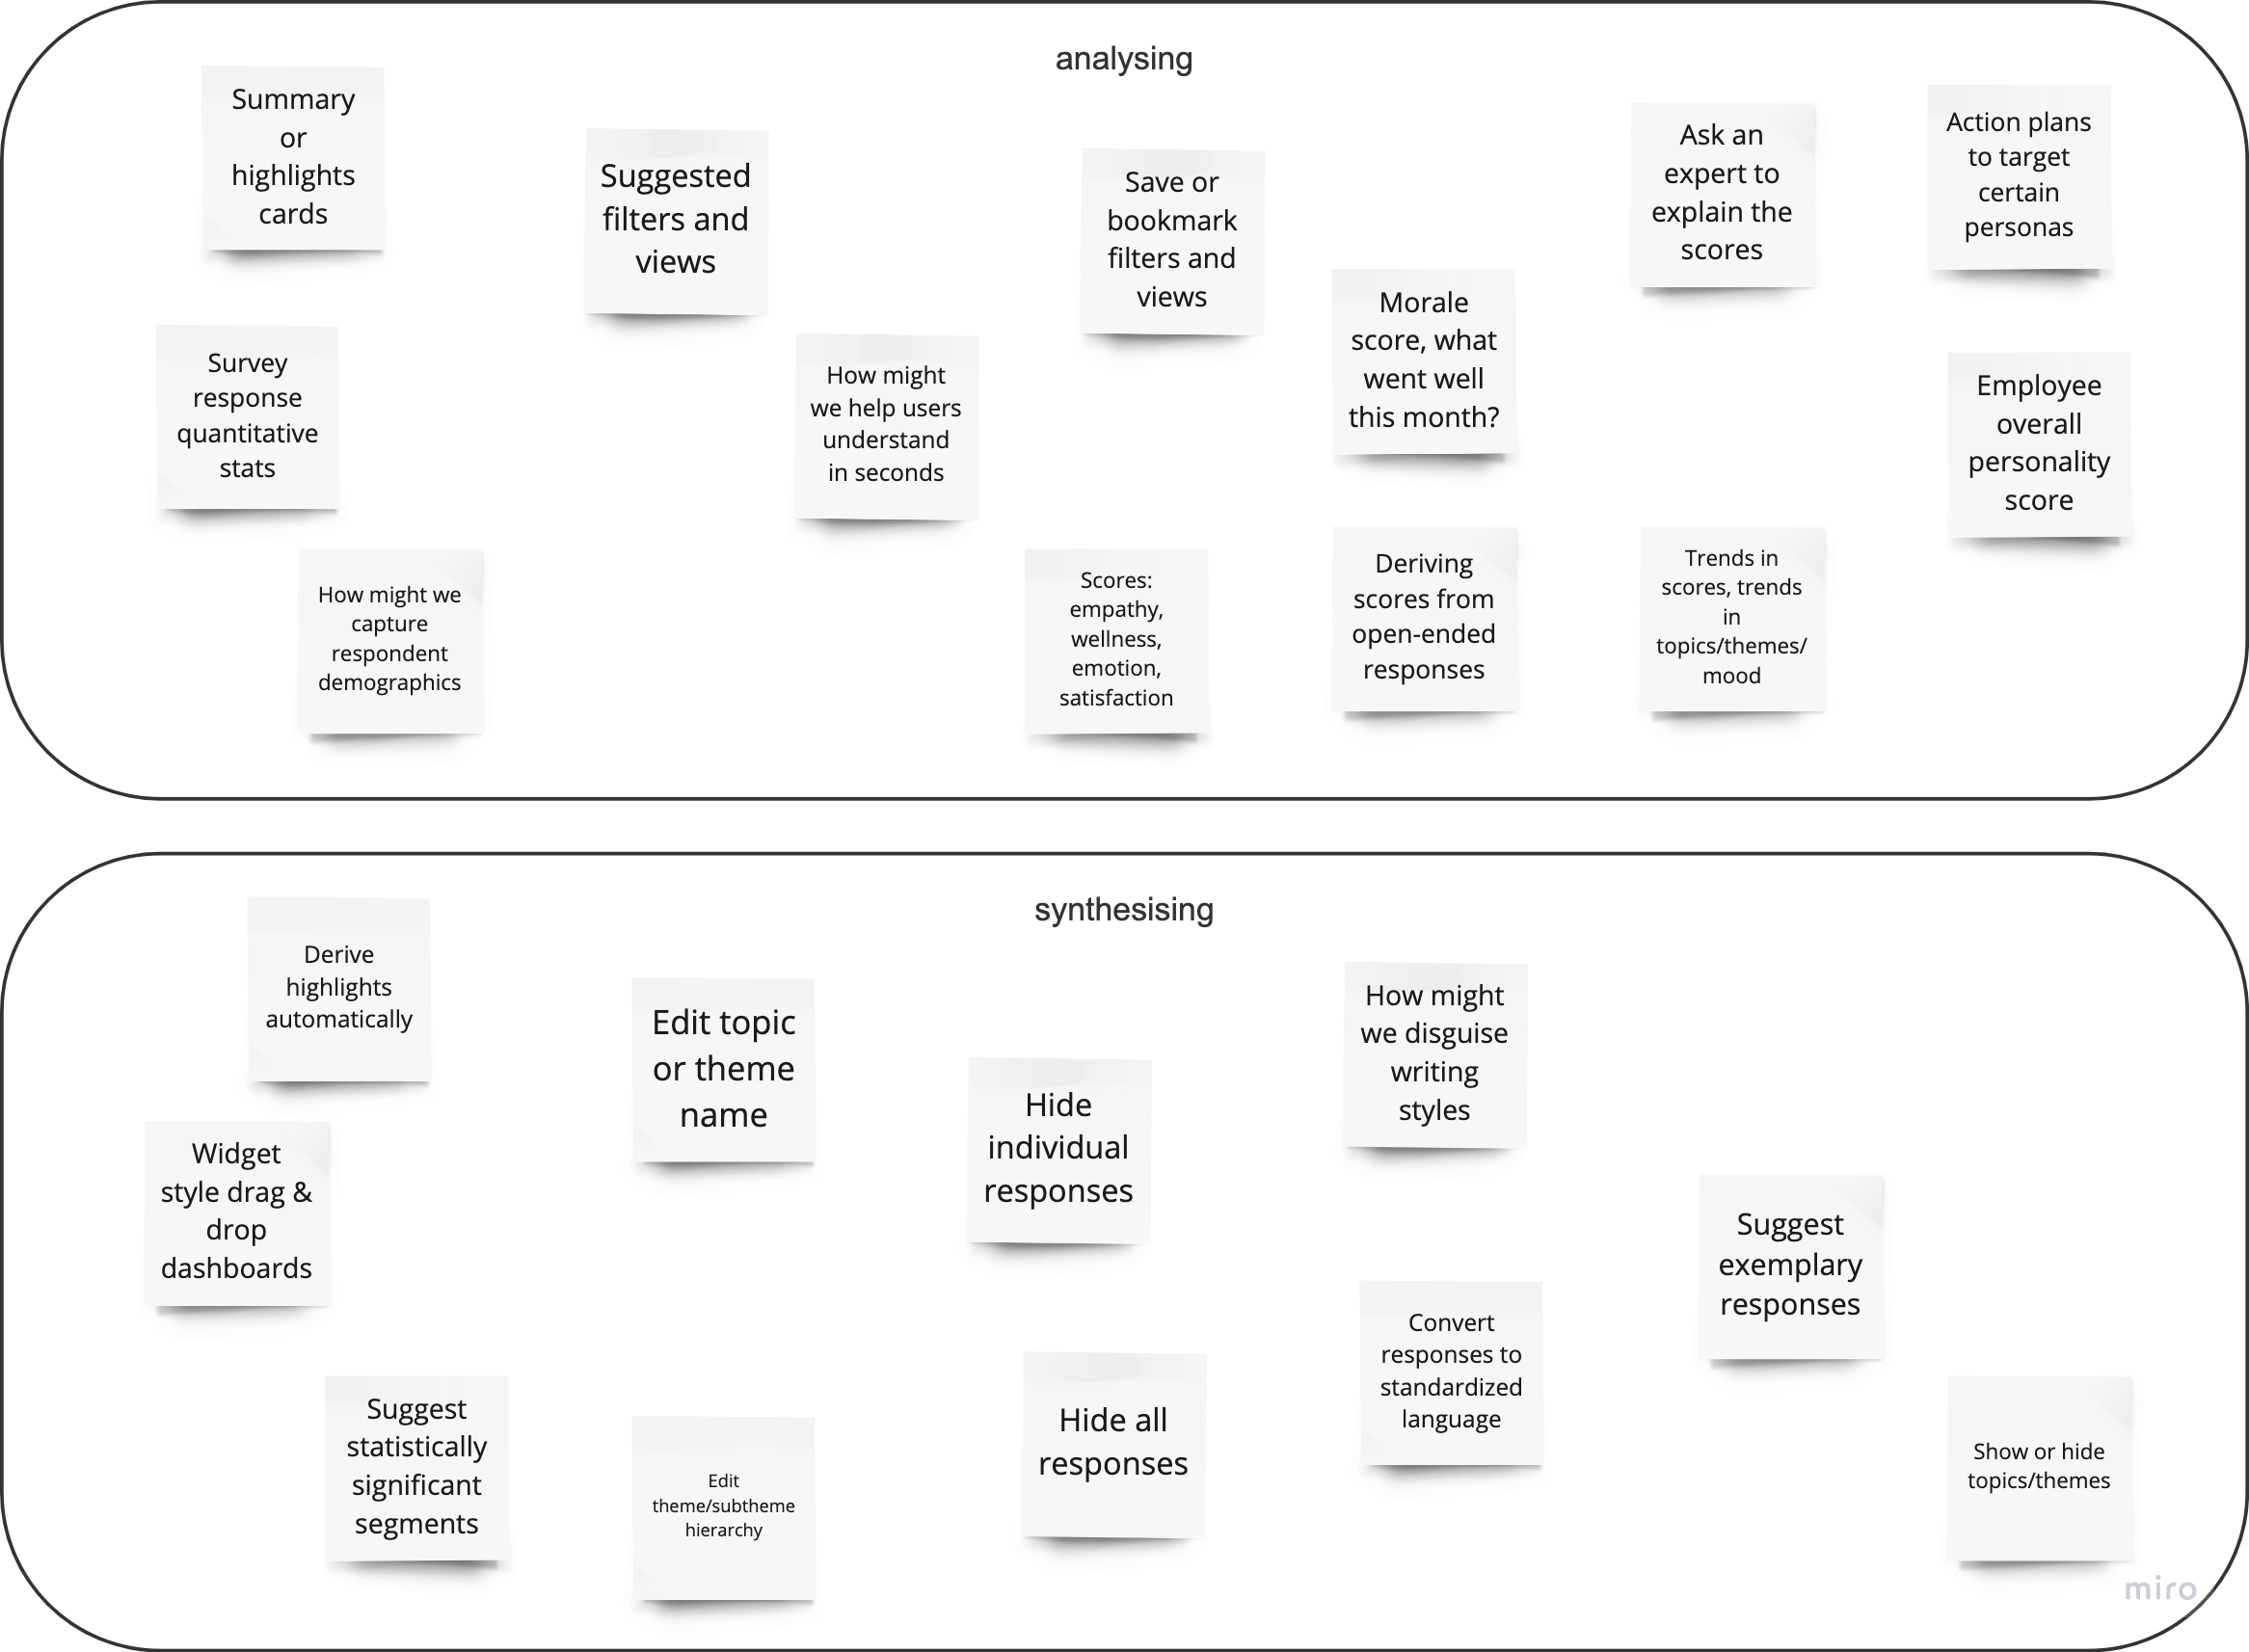 analysing
Summary
or
highlights
cards
Suggested
filters and
views
Save or
bookmark
filters and
views
Ask an
expert to
explain the
scores
Action plans
to target
certain
personas
Survey
response
quantitative
stats
How might
we help users
understand
in seconds
Morale
score, what
went well
this month?
Employee
overall
personality
score
How might we
capture
respondent
demographics
Scores:
empathy,
wellness,
emotion,
satisfaction
Deriving
scores from
open-ended
responses
Trends in
scores, trends
in
topics/themes/
mood
synthesising
Derive
highlights
automatically
Edit topic
or theme
name
Hide
individual
responses
How might
we disguise
writing
styles
Widget
style drag &
drop
dashboards
Suggest
exemplary
responses
Suggest
statistically
significant
segments
Edit
theme/subtheme
hierarchy
Hide all
responses
Convert
responses to
standardized
language
Show or hide
topics/themes
miro